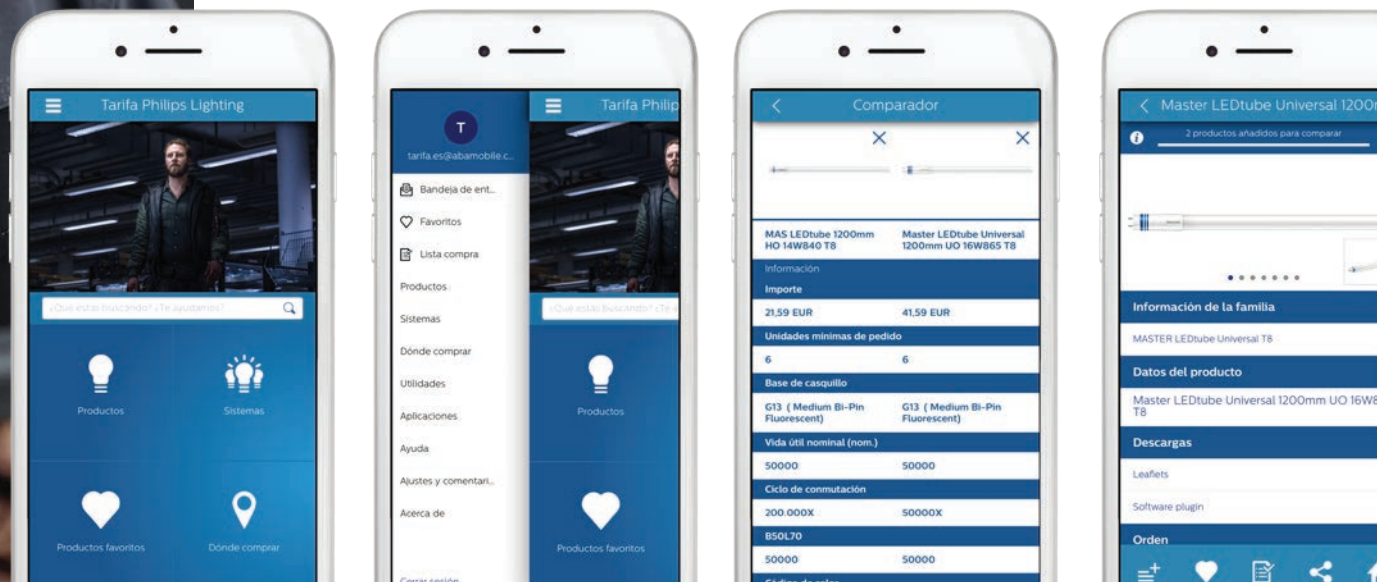 Tarifa Philips Lighting
¿Qué estás buscando? ¿Te ayudamos?
Productos
Sistemas
Productos favoritos
Dónde comprar
T
tarifa.es@abamobile.c...
Bandeja de ent...
Favoritos
Lista compra
Productos
Sistemas
Dónde comprar
Utilidades
Aplicaciones
Ayuda
Ajustes y comentari...
Acerca de
Cerrar sesión
Tarifa Philip
¿Qué estás buscando? ¿Te
Productos
Productos favoritos
Comparador
MAS LEDtube 1200mm
HO 14W840 T8
Master LEDtube Universal
1200mm UO 16W865 T8
Información
Importe
21,59 EUR
41,59 EUR
Unidades mínimas de pedido
6
6
Base de casquillo
G13 ( Medium Bi-Pin
Fluorescent)
G13 ( Medium Bi-Pin
Fluorescent)
Vida útil nominal (nom.)
50000
50000
Ciclo de conmutación
200.000X
50000X
B50L70
50000
50000
Master LEDtube Universal 1200
2 productos añadidos para comparar
Información de la familia
MASTER LEDtube Universal T8
Datos del producto
Master LEDtube Universal 1200mm UO 16W8
T8
Descargas
Leaflets
Software plugin
Orden